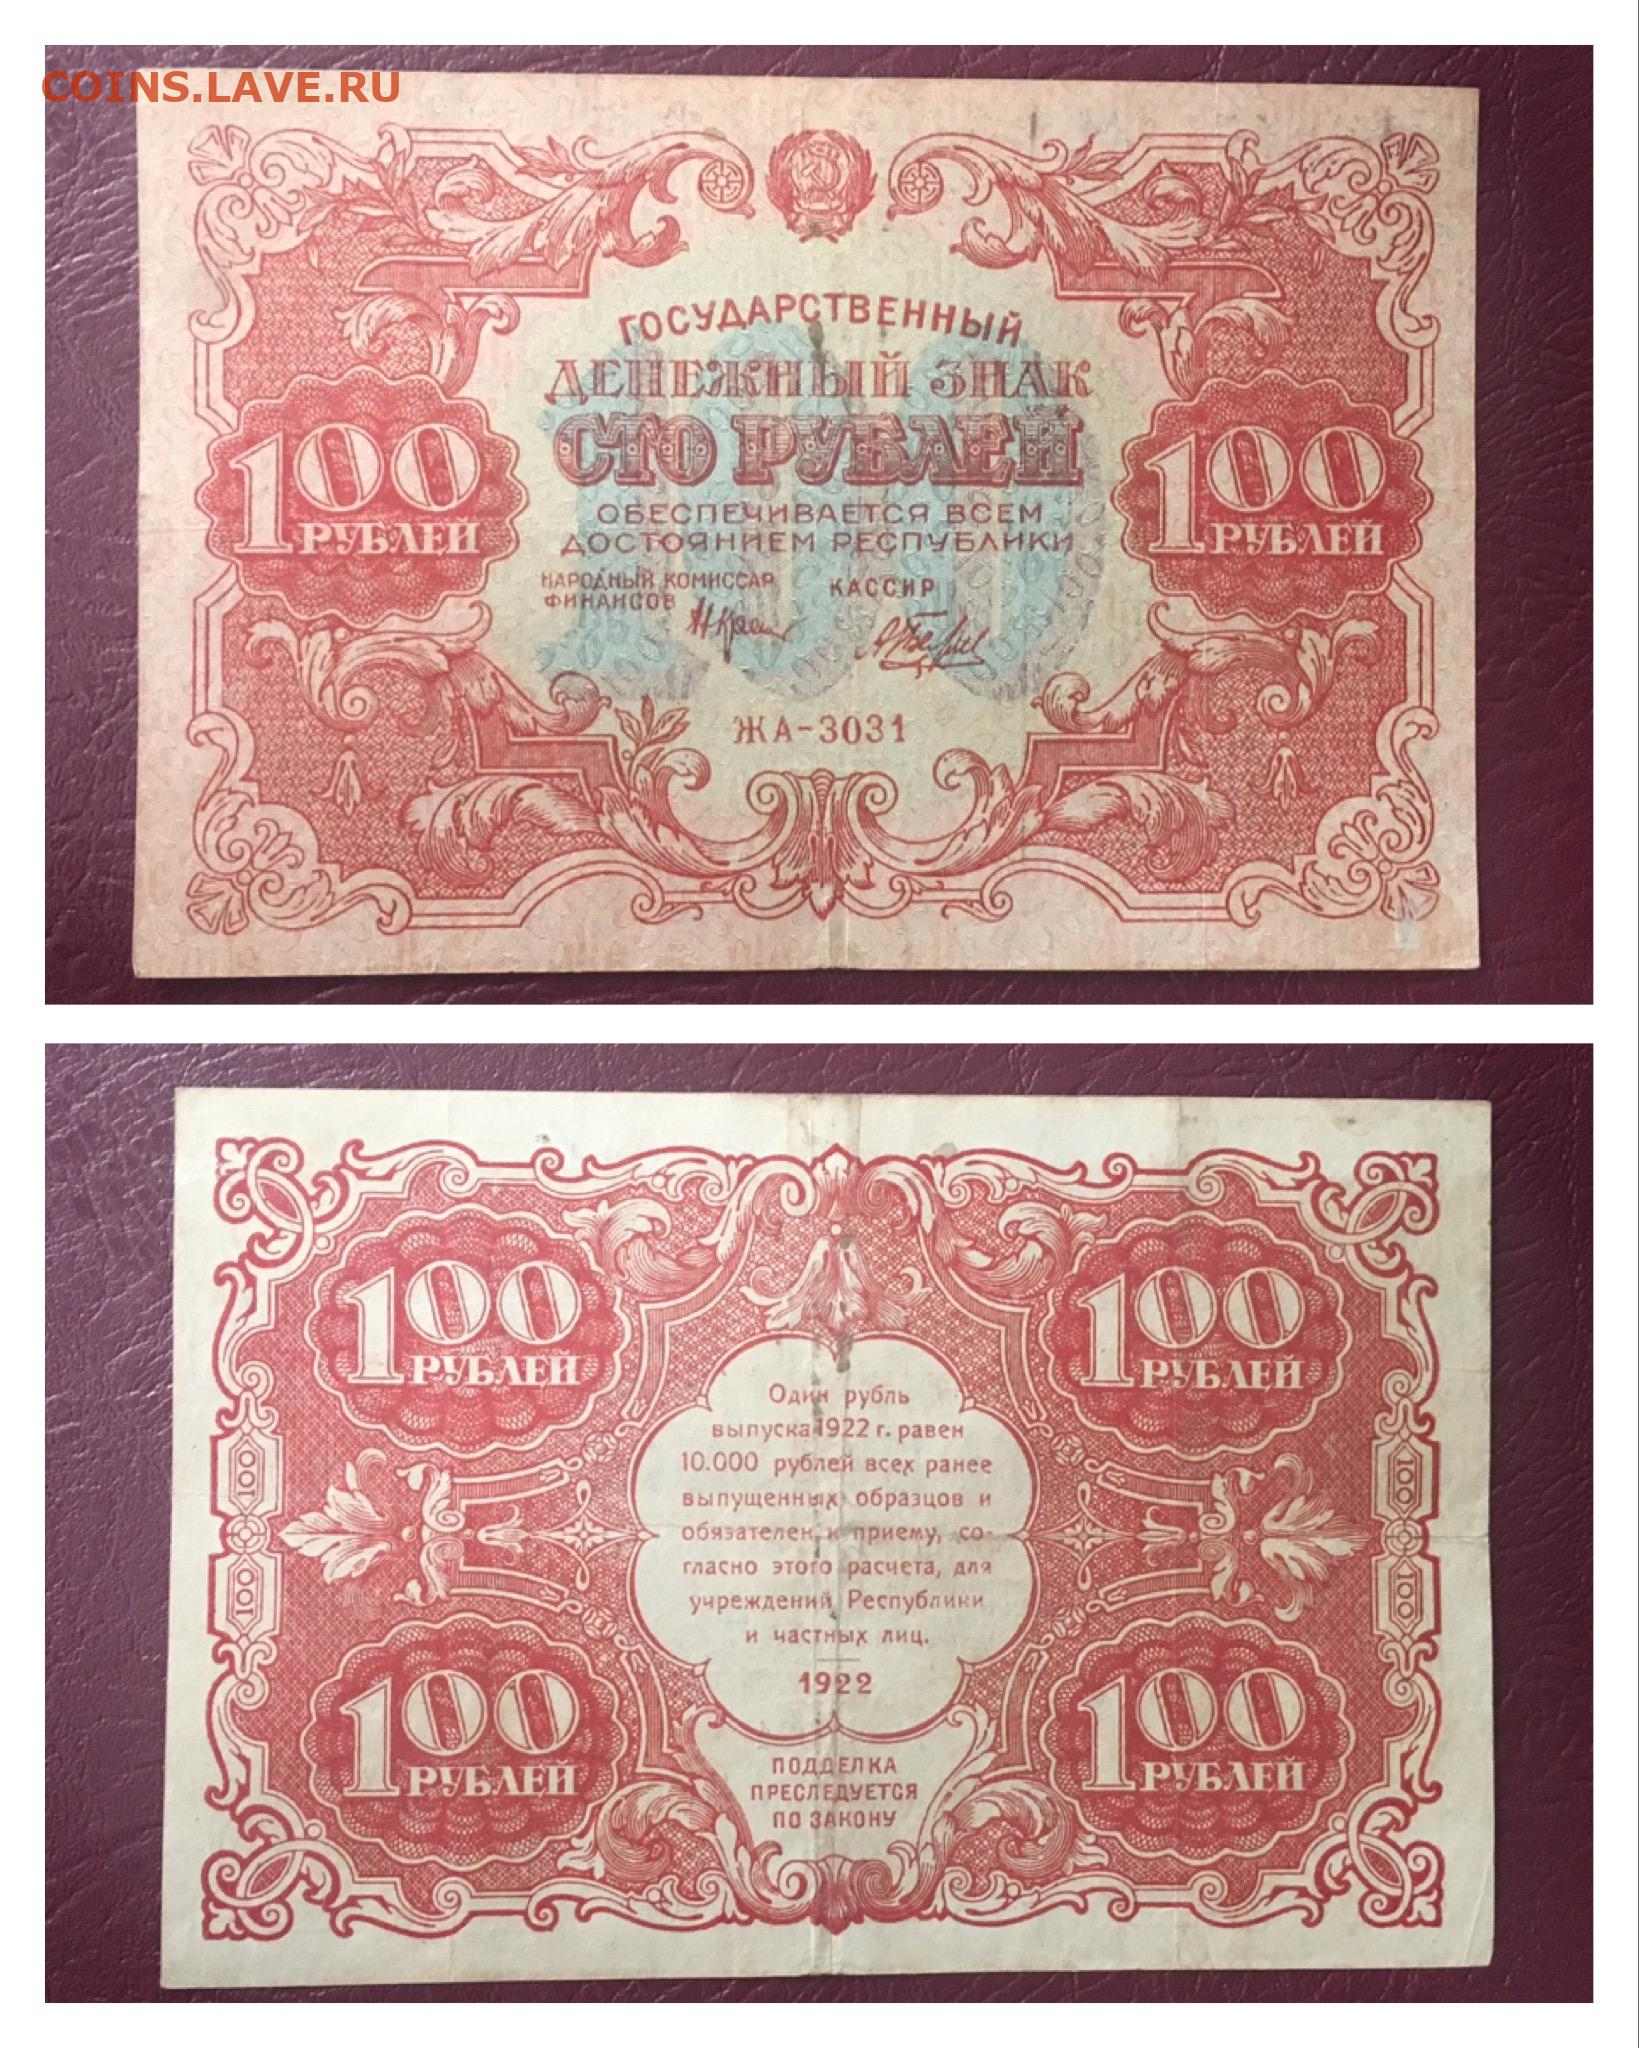 COINS.LAVE.RU
ГОСУДАРСТВЕННЫЙ
ДЕНЕЖНЫЙ ЗНАК
100
СТО РУБЛЕЙ
100
РУБЛЕЙ
100
РУБЛЕЙ
ОБЕСПЕЧИВАЕТСЯ ВСЕМ
ДОСТОЯНИЕМ РЕСПУБЛИКИ
НАРОДНЫЙ КОМИССАР
ФИНАНСОВ
КАССИР
ЖА-3031
100
РУБЛЕЙ
100
РУБЛЕЙ
Один рубль
выпуска 1922 г. равен
10.000 рублей всех ранее
выпущенных образцов и
обязателен, к приему, со-
гласно этого расчета, для
учреждений Республики
и частных лиц.
1922
100
100
100
100
100
РУБЛЕЙ
100
РУБЛЕЙ
ПОДДЕЛКА
ПРЕСЛЕДУЕТСЯ
ПО ЗАКОНУ